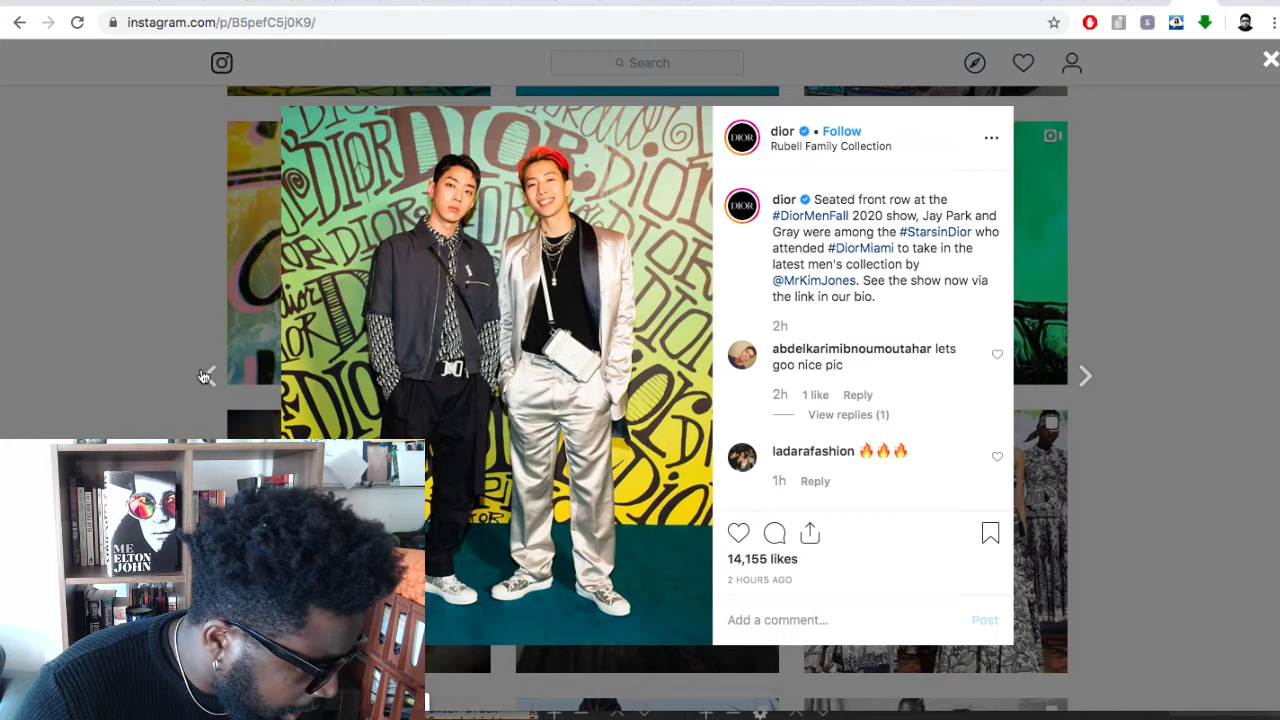 instagram.com/p/B5pefC5j0K9/
Search
DIOR
dior • Follow
Rubell Family Collection
DIOR
dior Seated front row at the
#DiorMenFall 2020 show, Jay Park and
Gray were among the #StarsinDior who
attended #DiorMiami to take in the
latest men's collection by
@MrKimJones. See the show now via
the link in our bio.
2h
abdelkarimibnoumoutahar lets
goo nice pic
2h 1 like Reply
View replies (1)
ladarafashion 🔥🔥🔥
1h Reply
14,155 likes
2 HOURS AGO
Add a comment... Post
DIOR
Dior
ME
ELTON
JOHN